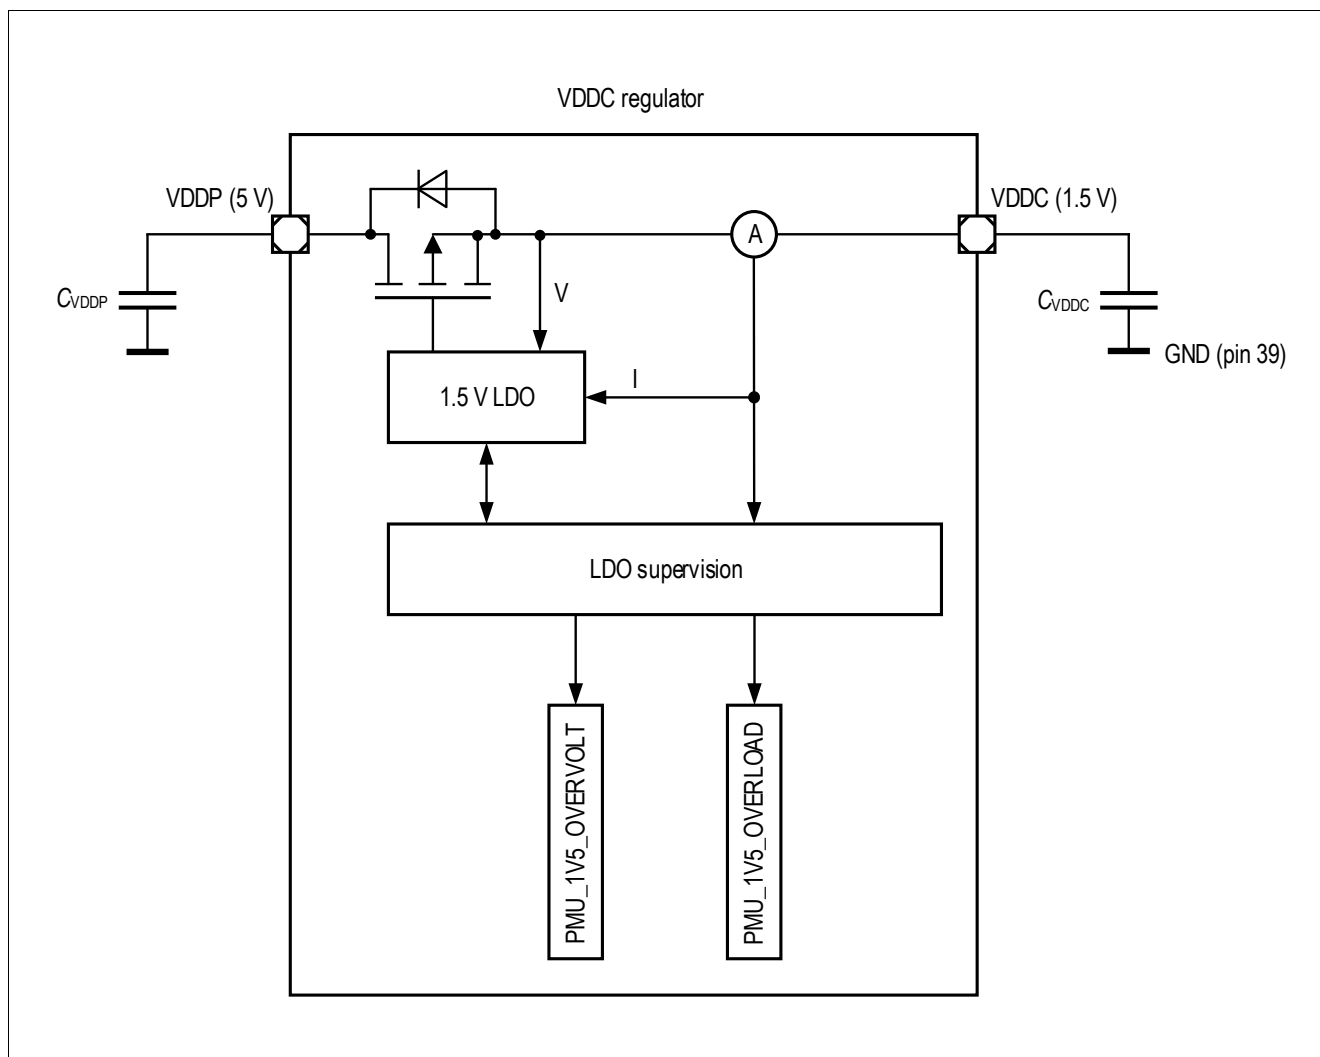 VDDC regulator
VDDP (5 V)
VDDC (1.5 V)
A
CVDDP
V
CVDDC
GND (pin 39)
I
1.5 V LDO
LDO supervision
PMU_1V5_OVERVOLT
PMU_1V5_OVERLOAD